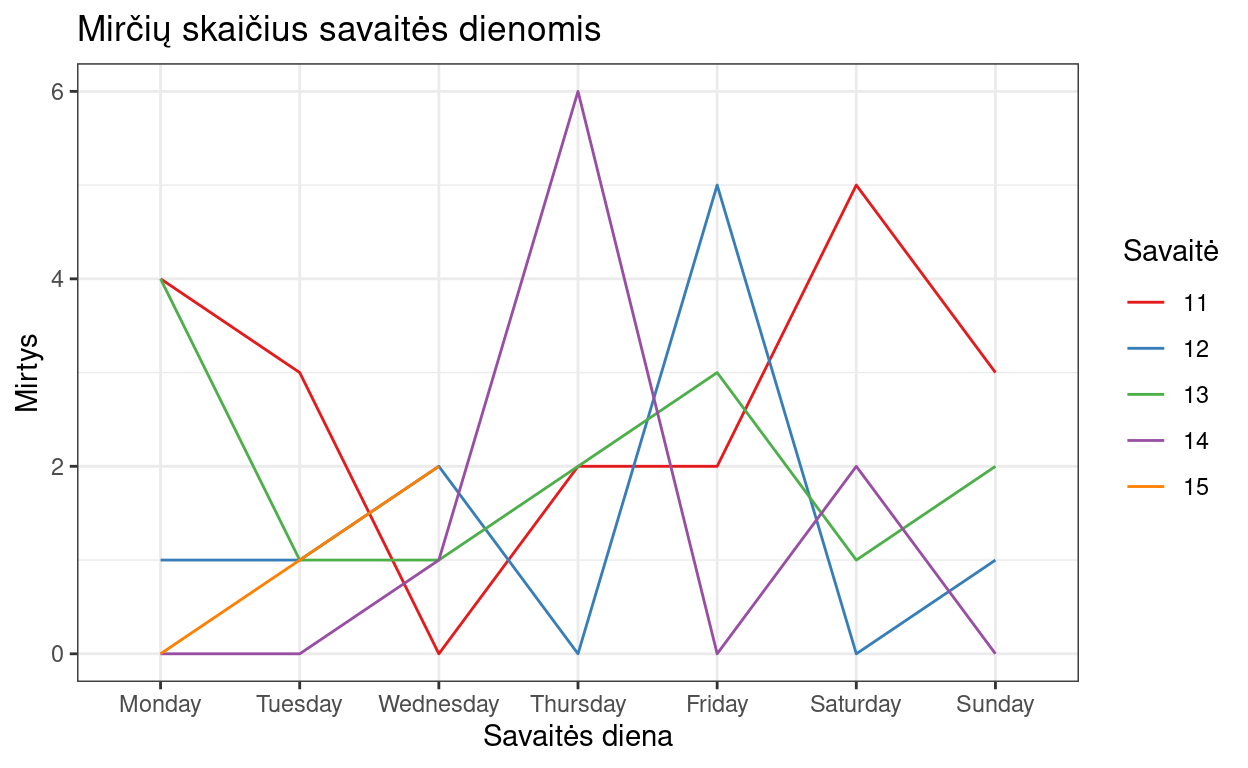 Mirčių skaičius savaitės dienomis
6
4
2
0
Mirtys
Monday Tuesday Wednesday Thursday Friday Saturday Sunday
Savaitės diena
Savaitė
11
12
13
14
15